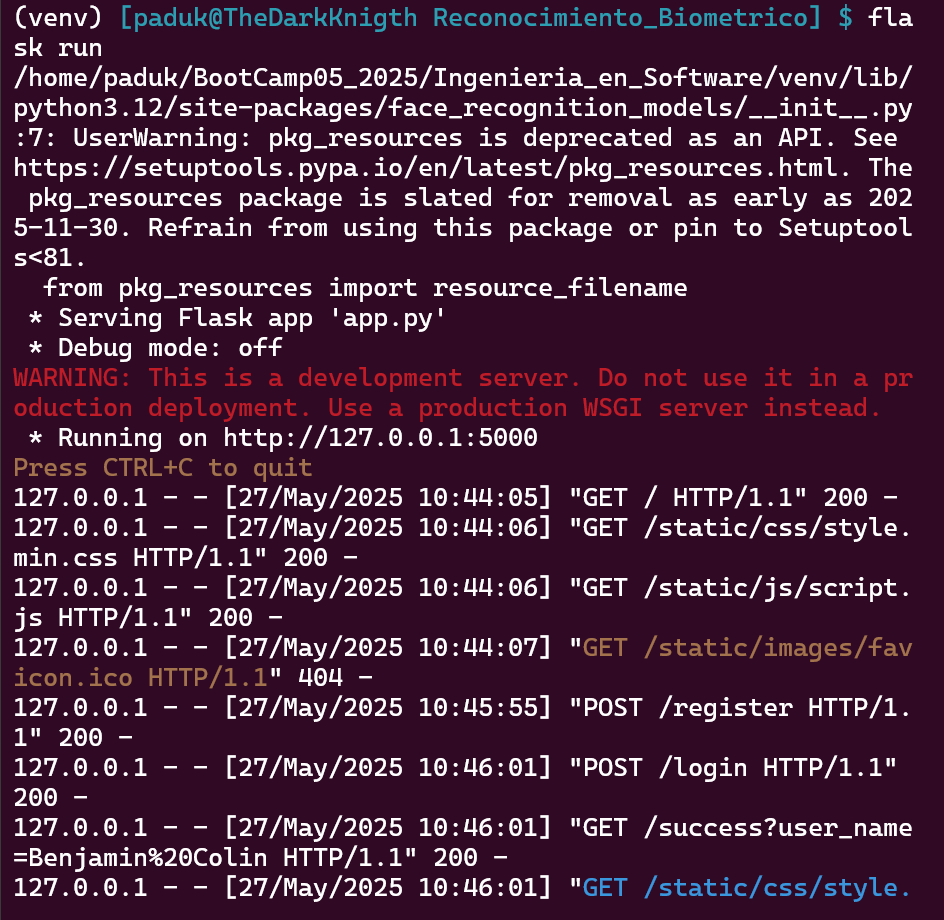 (venv) [paduk@TheDarkKnigth Reconocimiento_Biometrico] $ fla
sk run
/home/paduk/BootCamp05_2025/Ingenieria_en_Software/venv/lib/
python3.12/site-packages/face_recognition_models/__init__.py
:7: UserWarning: pkg_resources is deprecated as an API. See
https://setuptools.pypa.io/en/latest/pkg_resources.html. The
 pkg_resources package is slated for removal as early as 202
5-11-30. Refrain from using this package or pin to Setuptool
s<81.
  from pkg_resources import resource_filename
 * Serving Flask app 'app.py'
 * Debug mode: off
WARNING: This is a development server. Do not use it in a pr
oduction deployment. Use a production WSGI server instead.
 * Running on http://127.0.0.1:5000
Press CTRL+C to quit
127.0.0.1 - - [27/May/2025 10:44:05] "GET / HTTP/1.1" 200 -
127.0.0.1 - - [27/May/2025 10:44:06] "GET /static/css/style.
min.css HTTP/1.1" 200 -
127.0.0.1 - - [27/May/2025 10:44:06] "GET /static/js/script.
js HTTP/1.1" 200 -
127.0.0.1 - - [27/May/2025 10:44:07] "GET /static/images/fav
icon.ico HTTP/1.1" 404 -
127.0.0.1 - - [27/May/2025 10:45:55] "POST /register HTTP/1.
1" 200 -
127.0.0.1 - - [27/May/2025 10:46:01] "POST /login HTTP/1.1"
200 -
127.0.0.1 - - [27/May/2025 10:46:01] "GET /success?user_name
=Benjamin%20Colin HTTP/1.1" 200 -
127.0.0.1 - - [27/May/2025 10:46:01] "GET /static/css/style.